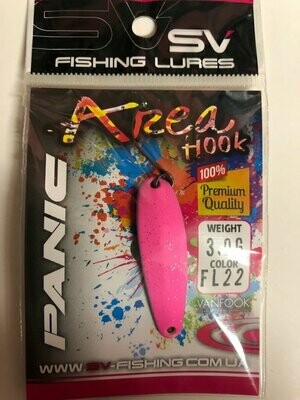 SV SV
FISHING LURES
Area
HOOK
100%
Premium
Quality
PANIC
WEIGHT
3,0G
COLOR
FL22
VANFOOK
WWW.SV-FISHING.COM.UA